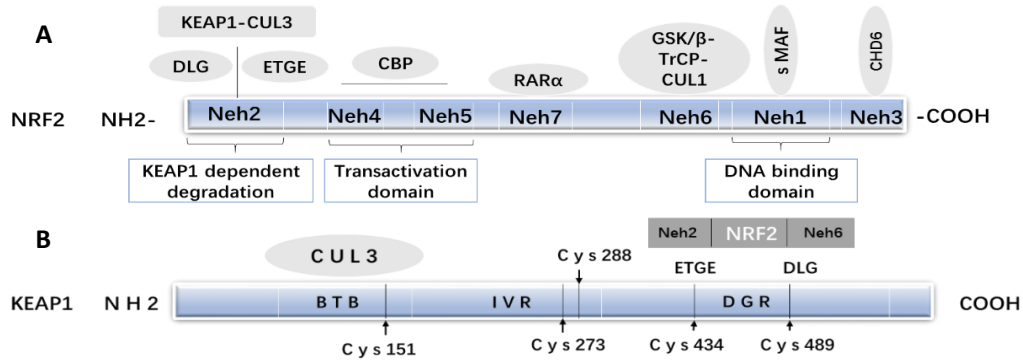 A
KEAP1-CUL3
DLG
ETGE
CBP
RARα
GSK/β-
TrCP-
CUL1
s MAF
CHD6
NRF2
NH2-
Neh2
Neh4
Neh5
Neh7
Neh6
Neh1
Neh3
-COOH
KEAP1 dependent
degradation
Transactivation
domain
DNA binding
domain
B
Neh2
NRF2
Neh6
CUL3
Cys 288
ETGE
DLG
KEAP1
NH2
BTB
IVR
DGR
COOH
Cys 151
Cys 273
Cys 434
Cys 489